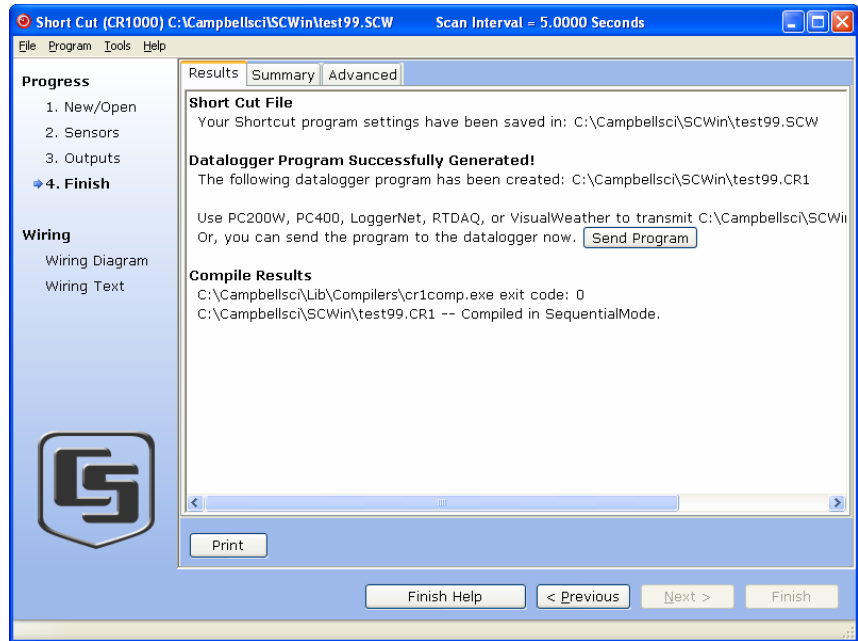 Short Cut (CR1000) C:\Campbellsci\SCWin\test99.SCW Scan Interval = 5.0000 Seconds
File Program Tools Help
Progress
1. New/Open
2. Sensors
3. Outputs
4. Finish
Wiring
Wiring Diagram
Wiring Text
Results Summary Advanced
Short Cut File
Your Shortcut program settings have been saved in: C:\Campbellsci\SCWin\test99.SCW
Datalogger Program Successfully Generated!
The following datalogger program has been created: C:\Campbellsci\SCWin\test99.CR1
Use PC200W, PC400, LoggerNet, RTDAQ, or VisualWeather to transmit C:\Campbellsci\SCWi
Or, you can send the program to the datalogger now. Send Program
Compile Results
C:\Campbellsci\Lib\Compilers\cr1comp.exe exit code: 0
C:\Campbellsci\SCWin\test99.CR1 -- Compiled in SequentialMode.
CS
Print
Finish Help < Previous Next > Finish